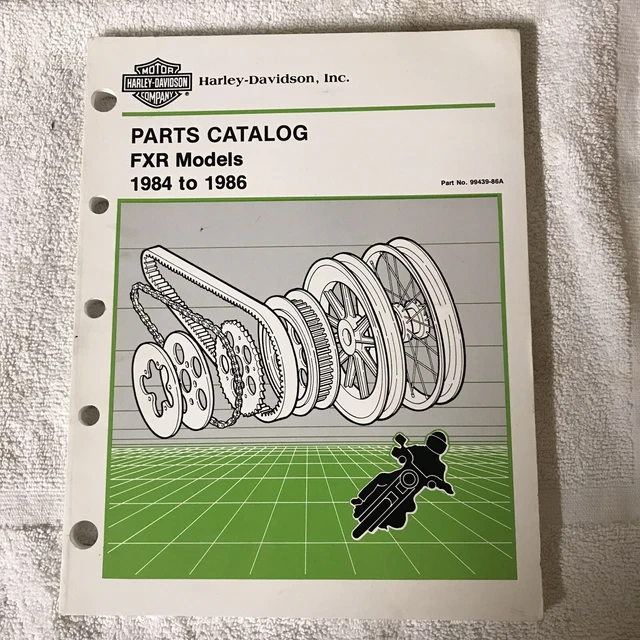 MOTOR
HARLEY-DAVIDSON
COMPANY
®
Harley-Davidson, Inc.
PARTS CATALOG
FXR Models
1984 to 1986
Part No. 99439-86A